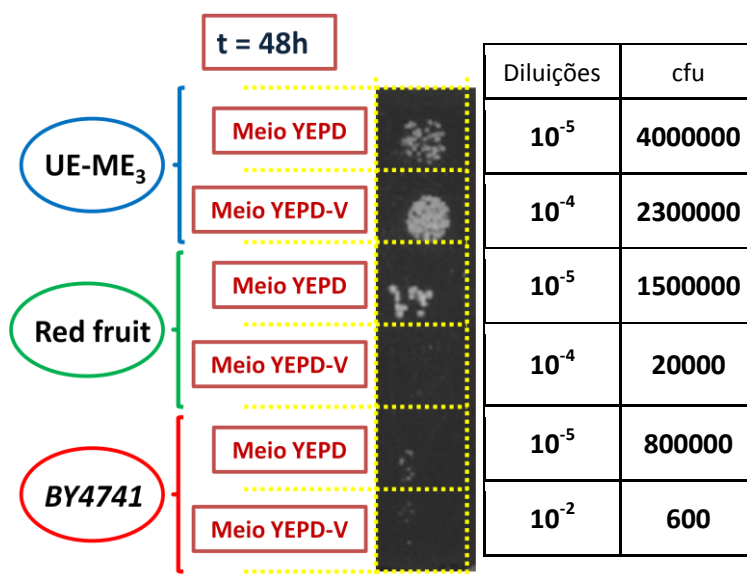 t = 48h
Diluições cfu
UE-ME₃
Meio YEPD 10⁻⁵ 4000000
Meio YEPD-V 10⁻⁴ 2300000
Red fruit
Meio YEPD 10⁻⁵ 1500000
Meio YEPD-V 10⁻⁴ 20000
BY4741
Meio YEPD 10⁻⁵ 800000
Meio YEPD-V 10⁻² 600